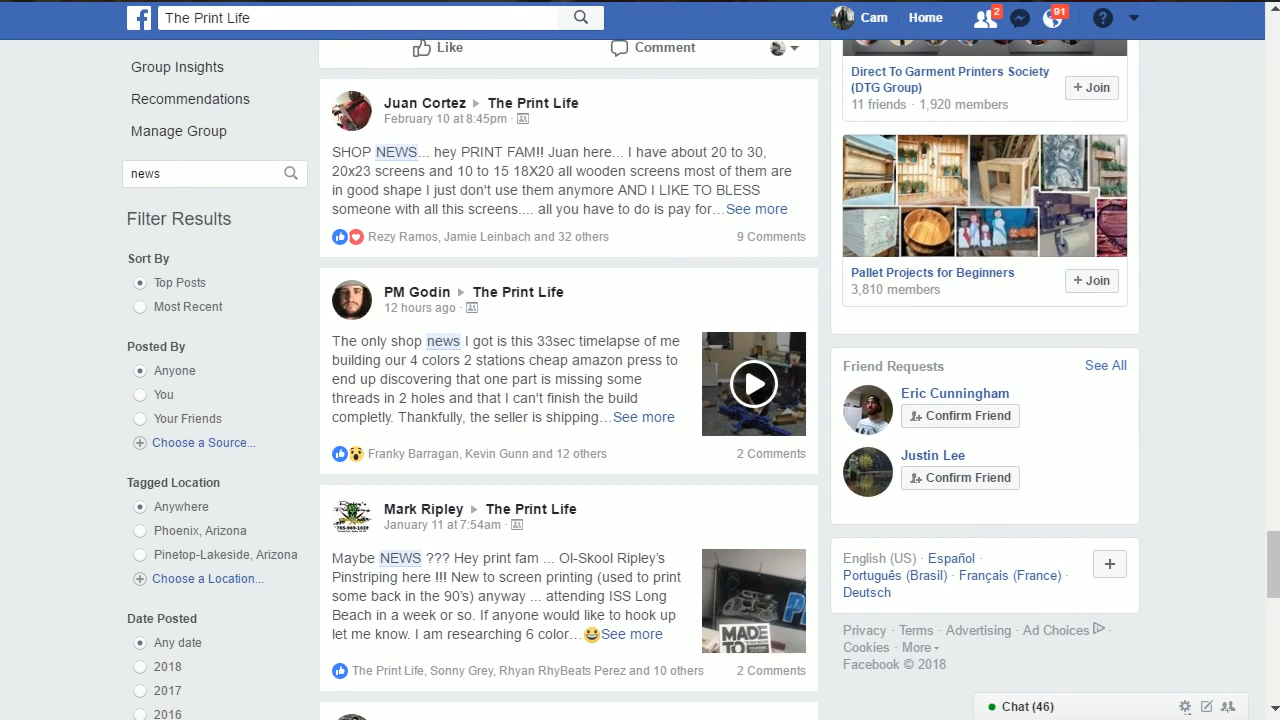 The Print Life
Cam
Home
2
91
Group Insights
Recommendations
Manage Group
news
Filter Results
Sort By
Top Posts
Most Recent
Posted By
Anyone
You
Your Friends
Choose a Source...
Tagged Location
Anywhere
Phoenix, Arizona
Pinetop-Lakeside, Arizona
Choose a Location...
Date Posted
Any date
2018
2017
2016
Like
Comment
Juan Cortez ▸ The Print Life
February 10 at 8:45pm ·
SHOP NEWS... hey PRINT FAM!! Juan here... I have about 20 to 30,
20x23 screens and 10 to 15 18X20 all wooden screens most of them are
in good shape I just don't use them anymore AND I LIKE TO BLESS
someone with all this screens.... all you have to do is pay for...See more
Rezy Ramos, Jamie Leinbach and 32 others
9 Comments
PM Godin ▸ The Print Life
12 hours ago ·
The only shop news I got is this 33sec timelapse of me
building our 4 colors 2 stations cheap amazon press to
end up discovering that one part is missing some
threads in 2 holes and that I can't finish the build
completly. Thankfully, the seller is shipping...See more
Franky Barragan, Kevin Gunn and 12 others
2 Comments
Mark Ripley ▸ The Print Life
January 11 at 7:54am ·
Maybe NEWS ??? Hey print fam ... Ol-Skool Ripley's
Pinstriping here !!! New to screen printing (used to print
some back in the 90's) anyway ... attending ISS Long
Beach in a week or so. If anyone would like to hook up
let me know. I am researching 6 color...😀See more
MADE
TO
The Print Life, Sonny Grey, Rhyan RhyBeats Perez and 10 others
2 Comments
Direct To Garment Printers Society
(DTG Group)
11 friends · 1,920 members
+ Join
Pallet Projects for Beginners
3,810 members
+ Join
Friend Requests
See All
Eric Cunningham
Confirm Friend
Justin Lee
Confirm Friend
English (US) · Español ·
Português (Brasil) · Français (France) ·
Deutsch
Privacy · Terms · Advertising · Ad Choices ·
Cookies · More
Facebook © 2018
Chat (46)